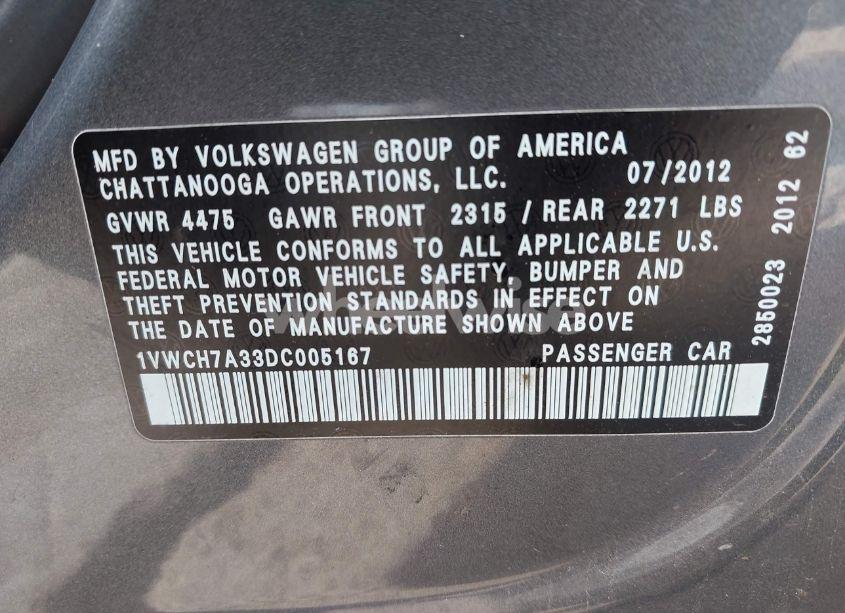 MFD BY VOLKSWAGEN GROUP OF AMERICA
CHATTANOOGA OPERATIONS, LLC. 07/2012
GVWR 4475 GAWR FRONT 2315 / REAR 2271 LBS
THIS VEHICLE CONFORMS TO ALL APPLICABLE U.S.
FEDERAL MOTOR VEHICLE SAFETY, BUMPER AND
THEFT PREVENTION STANDARDS IN EFFECT ON
THE DATE OF MANUFACTURE SHOWN ABOVE
1VWCH7A33DC005167 PASSENGER CAR
2850023 2012 62